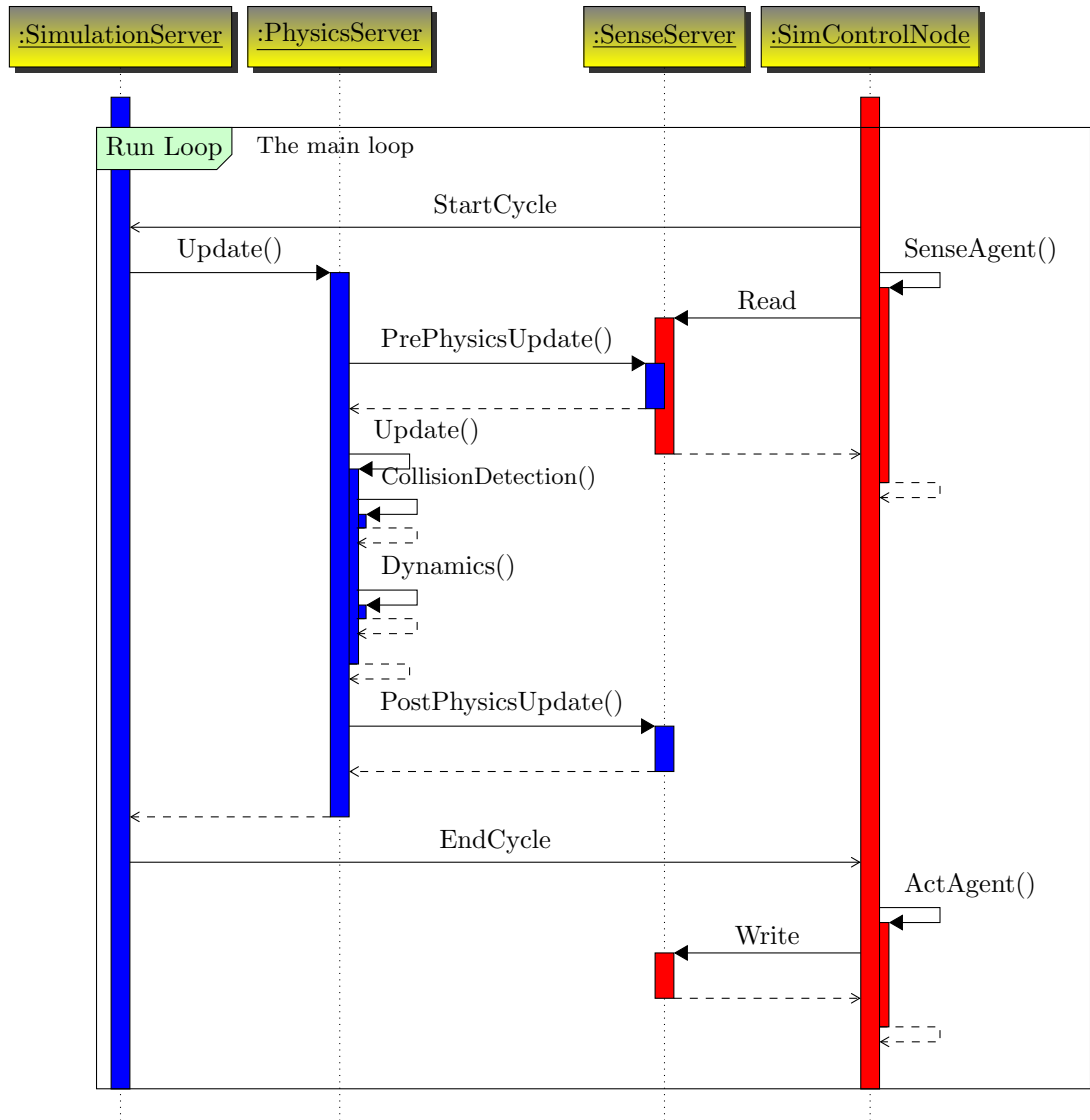 :SimulationServer :PhysicsServer :SenseServer :SimControlNode
Run Loop The main loop
StartCycle
Update() SenseAgent()
Read
PrePhysicsUpdate()
Update()
CollisionDetection()
Dynamics()
PostPhysicsUpdate()
EndCycle
ActAgent()
Write